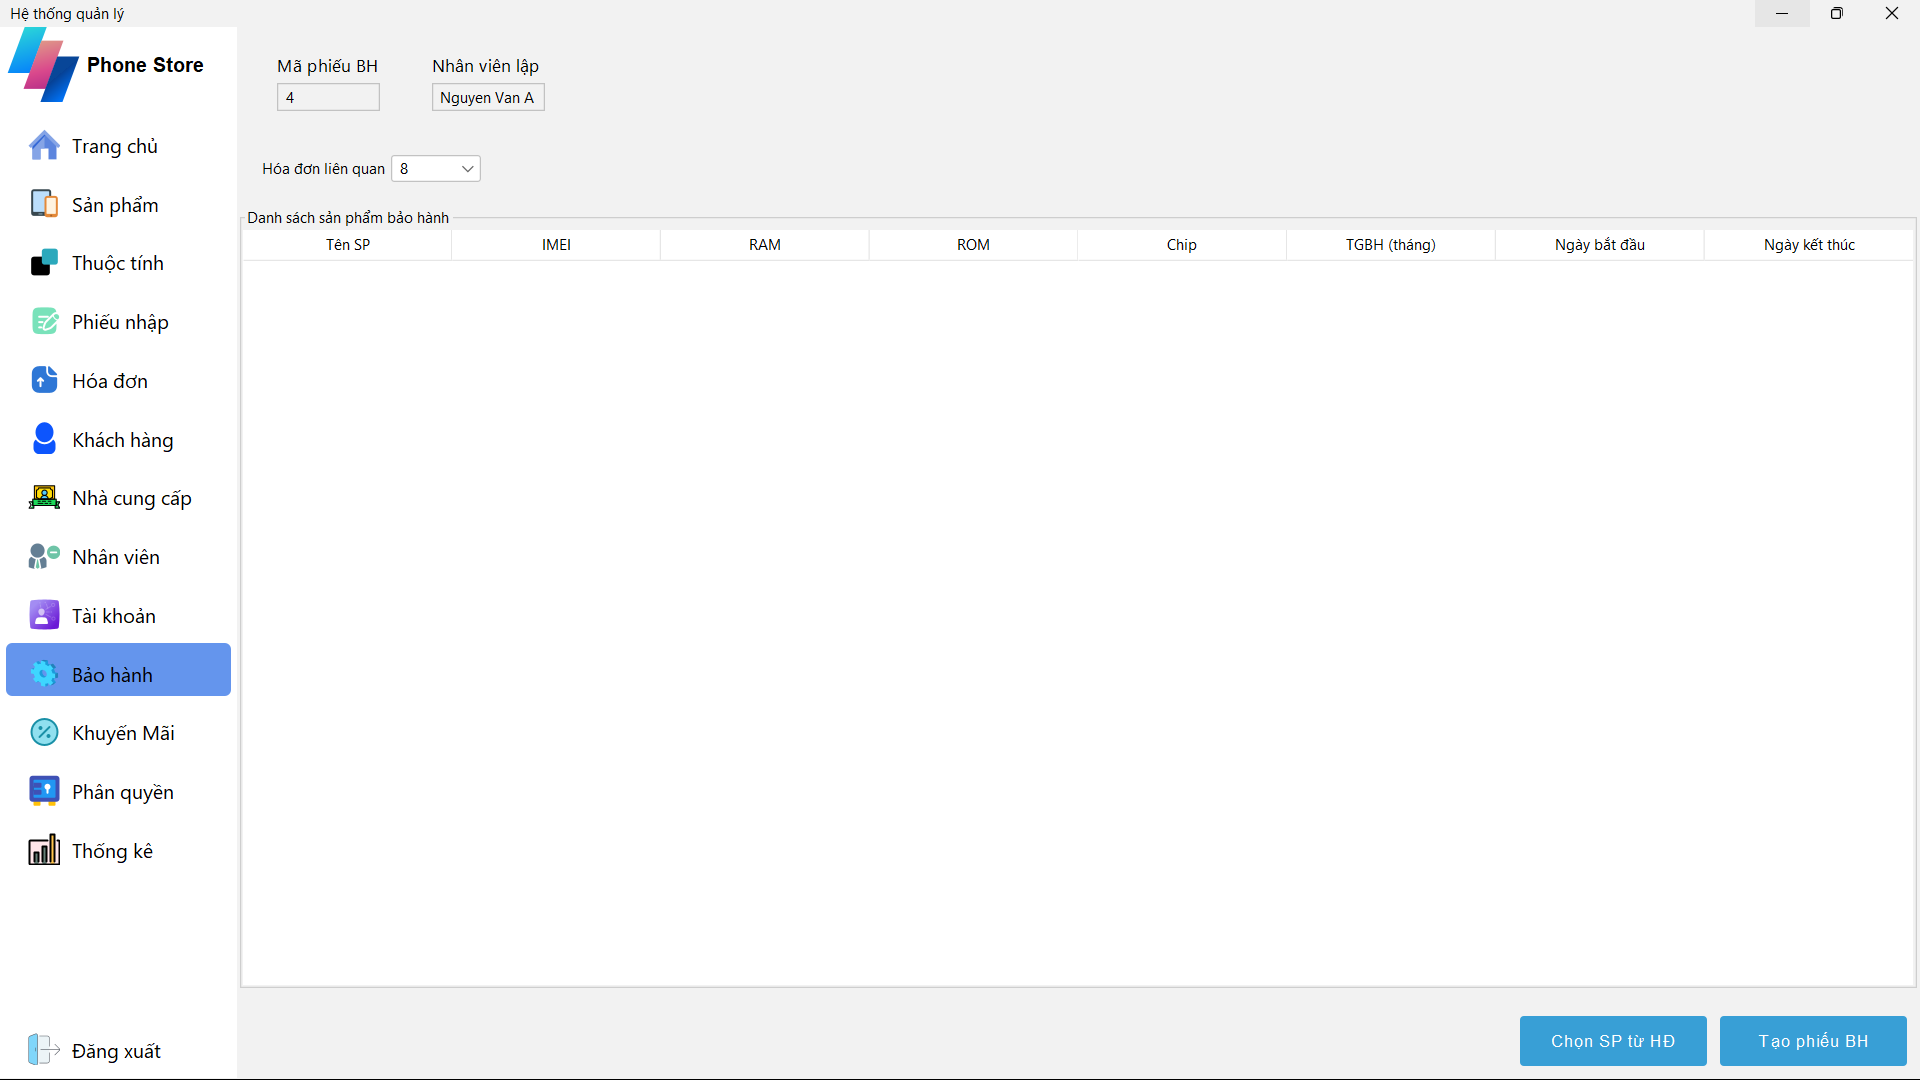 Hệ thống quản lý
Phone Store
Trang chủ
Sản phẩm
Thuộc tính
Phiếu nhập
Hóa đơn
Khách hàng
Nhà cung cấp
Nhân viên
Tài khoản
Bảo hành
Khuyến Mãi
Phân quyền
Thống kê
Đăng xuất
Mã phiếu BH
Nhân viên lập
4
Nguyen Van A
Hóa đơn liên quan 8
Danh sách sản phẩm bảo hành
Tên SP IMEI RAM ROM Chip TGBH (tháng) Ngày bắt đầu Ngày kết thúc
Chọn SP từ HĐ
Tạo phiếu BH